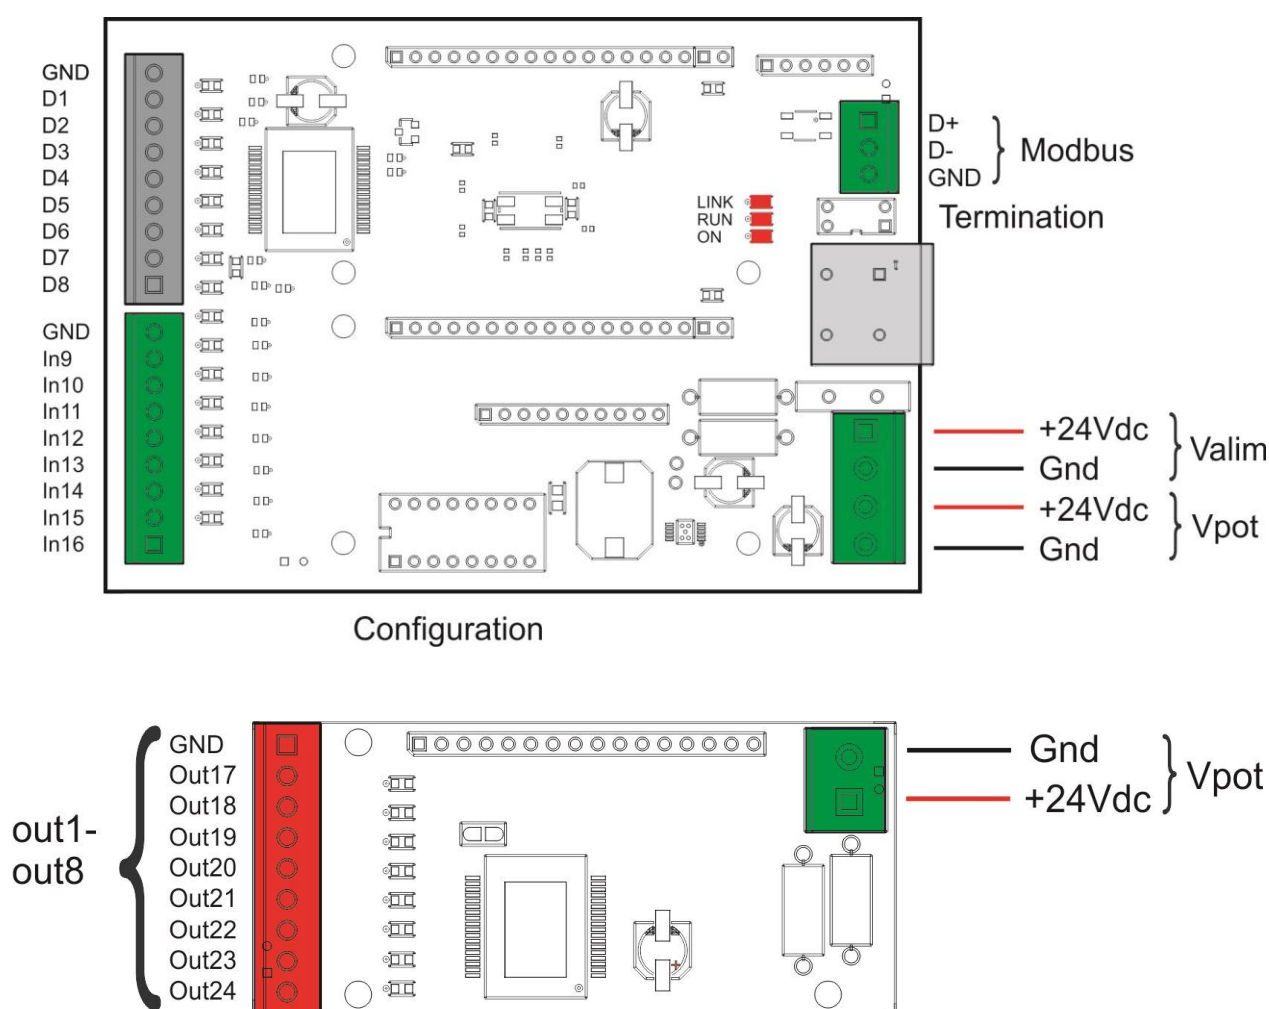 GND
D1
D2
D3
D4
D5
D6
D7
D8
GND
In9
In10
In11
In12
In13
In14
In15
In16
LINK
RUN
ON
D+
D-
GND
Modbus
Termination
+24Vdc
Gnd
Valim
+24Vdc
Gnd
Vpot
Configuration
out1-
out8
GND
Out17
Out18
Out19
Out20
Out21
Out22
Out23
Out24
Gnd
+24Vdc
Vpot